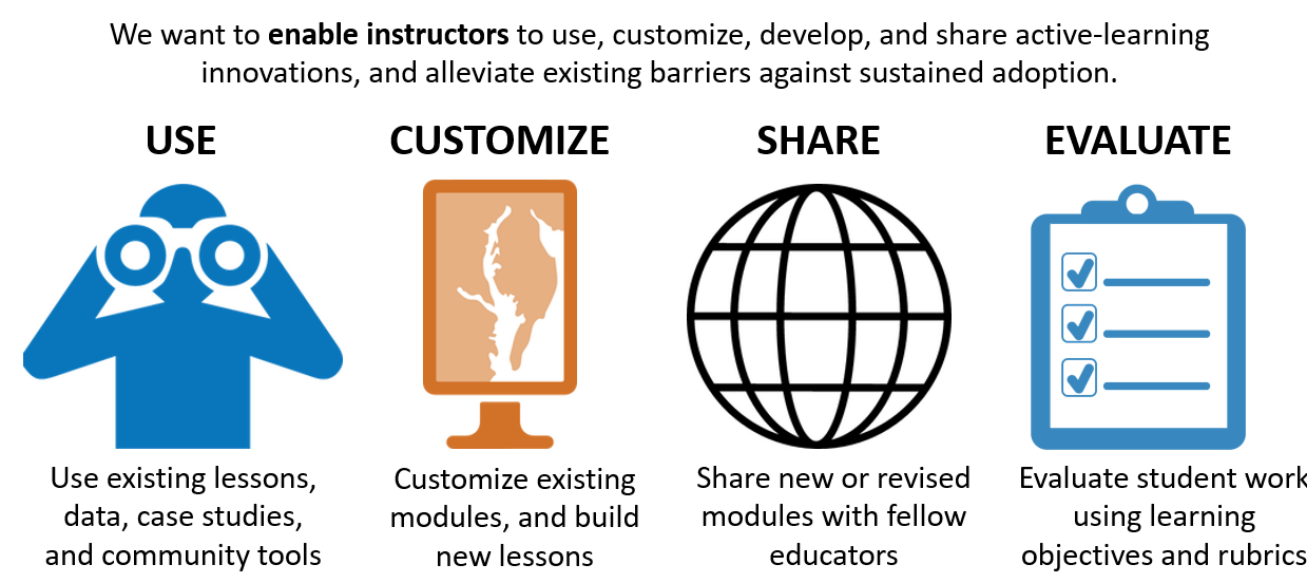 We want to enable instructors to use, customize, develop, and share active-learning
innovations, and alleviate existing barriers against sustained adoption.
USE
CUSTOMIZE
SHARE
EVALUATE
Use existing lessons,
data, case studies,
and community tools
Customize existing
modules, and build
new lessons
Share new or revised
modules with fellow
educators
Evaluate student work
using learning
objectives and rubrics